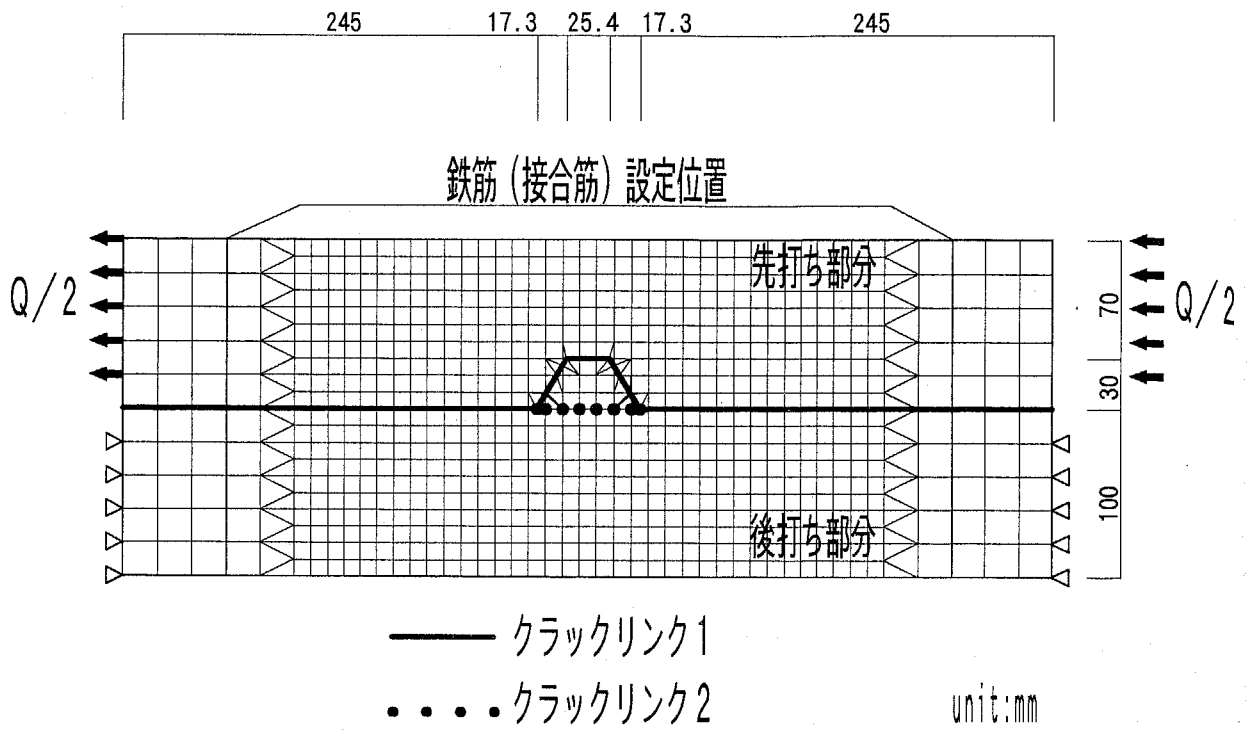 245 17.3 25.4 17.3 245
鉄筋(接合筋)設定位置
先打ち部分
Q/2
Q/2
70
30
100
後打ち部分
クラックリンク1
クラックリンク2
unit:mm